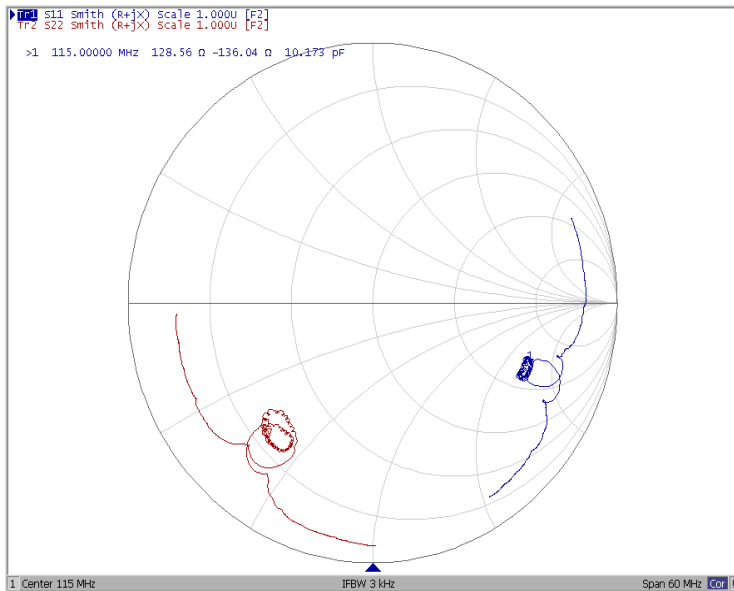 Tr1 S11 Smith (R+jX) Scale 1.000U [F2]
Tr2 S22 Smith (R+jX) Scale 1.000U [F2]
>1 115.00000 MHz 128.56 Ω -136.04 Ω 10.173 pF
1 Center 115 MHz IFBW 3 kHz Span 60 MHz Cor !